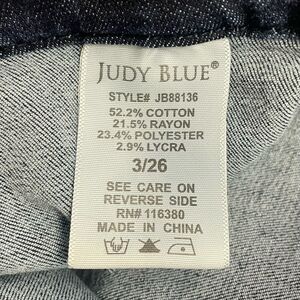 JUDY BLUE®
STYLE# JB88136
52.2% COTTON
21.5% RAYON
23.4% POLYESTER
2.9% LYCRA
3/26
SEE CARE ON
REVERSE SIDE
RN# 116380
MADE IN CHINA